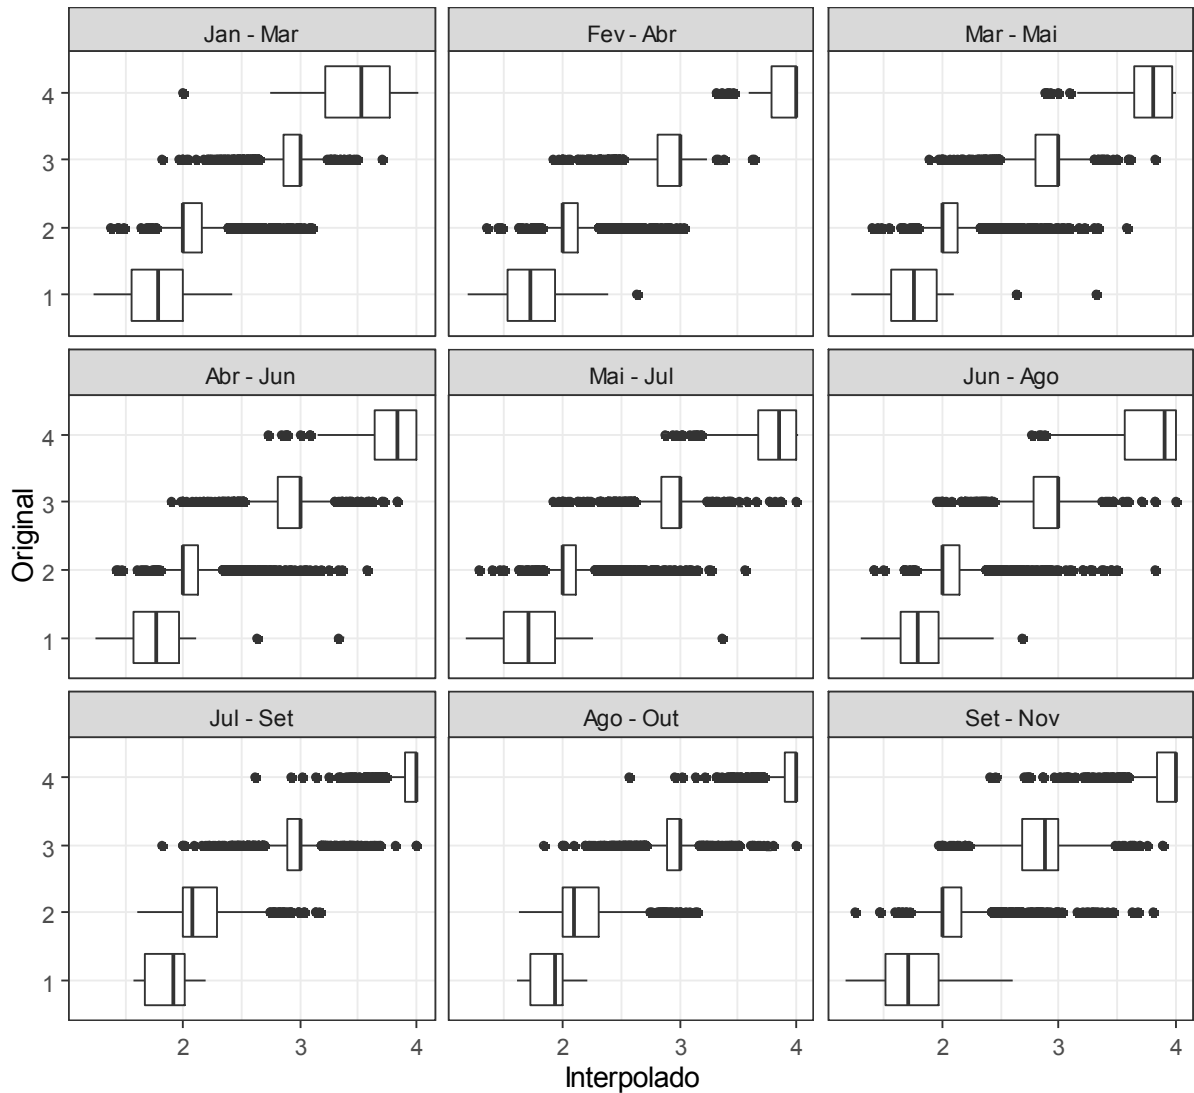 Jan - Mar
Fev - Abr
Mar - Mai
4
3
2
1
Abr - Jun
Mai - Jul
Jun - Ago
4
3
2
1
Original
Jul - Set
Ago - Out
Set - Nov
4
3
2
1
2 3 4 2 3 4 2 3 4
Interpolado